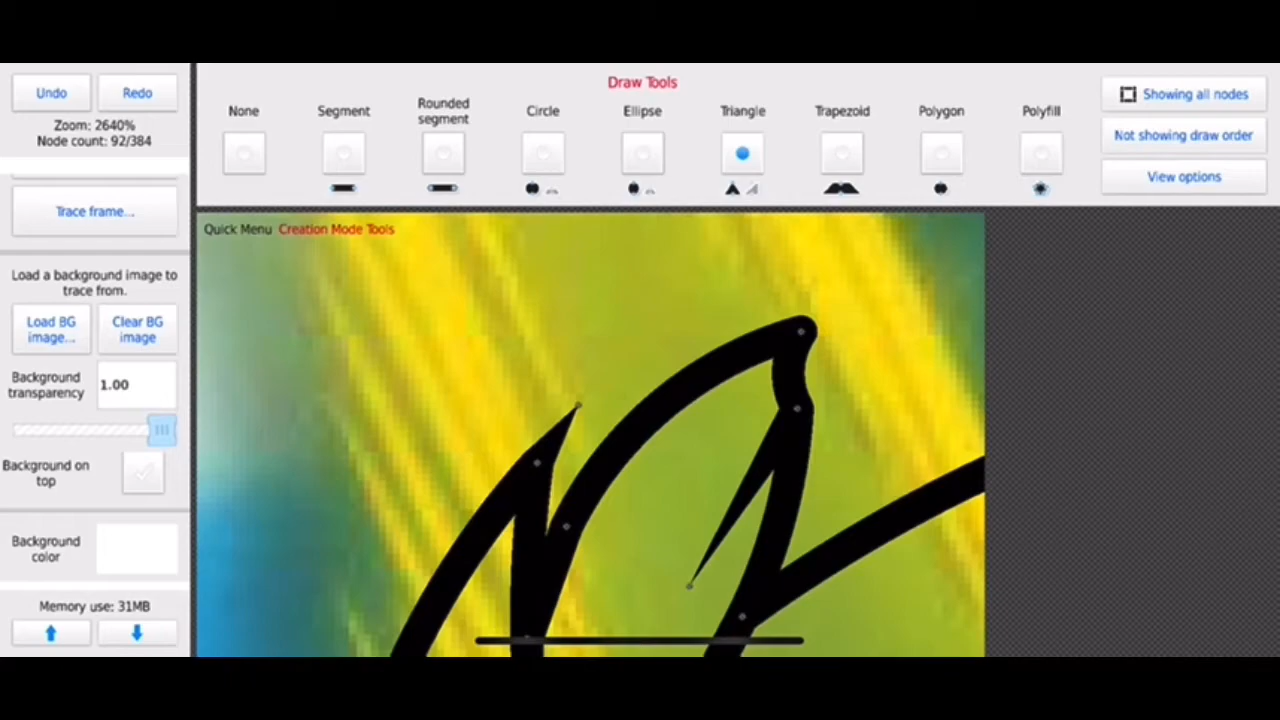 Undo
Redo
Zoom: 2640%
Node count: 92/384
Trace frame...
Load a background image to
trace from.
Load BG
image...
Clear BG
image
Background
transparency
1.00
Background on
top
Background
color
Memory use: 31MB
Draw Tools
None
Segment
Rounded
segment
Circle
Ellipse
Triangle
Trapezoid
Polygon
Polyfill
Showing all nodes
Not showing draw order
View options
Quick Menu Creation Mode Tools